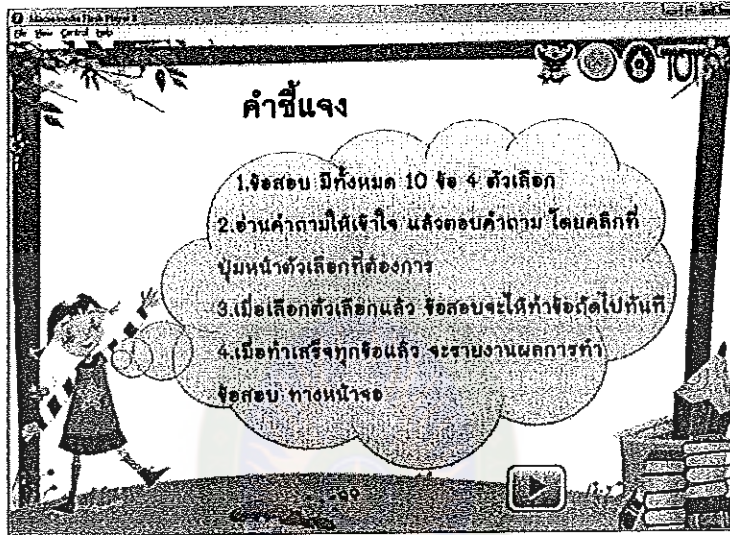 File View Control Help
คำชี้แจง
1.ข้อสอบ มีทั้งหมด 10 ข้อ 4 ตัวเลือก
2.อ่านคำถามให้เข้าใจ แล้วตอบคำถาม โดยคลิกที่
ปุ่มหน้าตัวเลือกที่ต้องการ
3.เมื่อเลือกตัวเลือกแล้ว ข้อสอบจะให้ทำข้อถัดไปทันที
4.เมื่อทำเสร็จทุกข้อแล้ว จะรายงานผลการทำ
ข้อสอบ ทางหน้าจอ